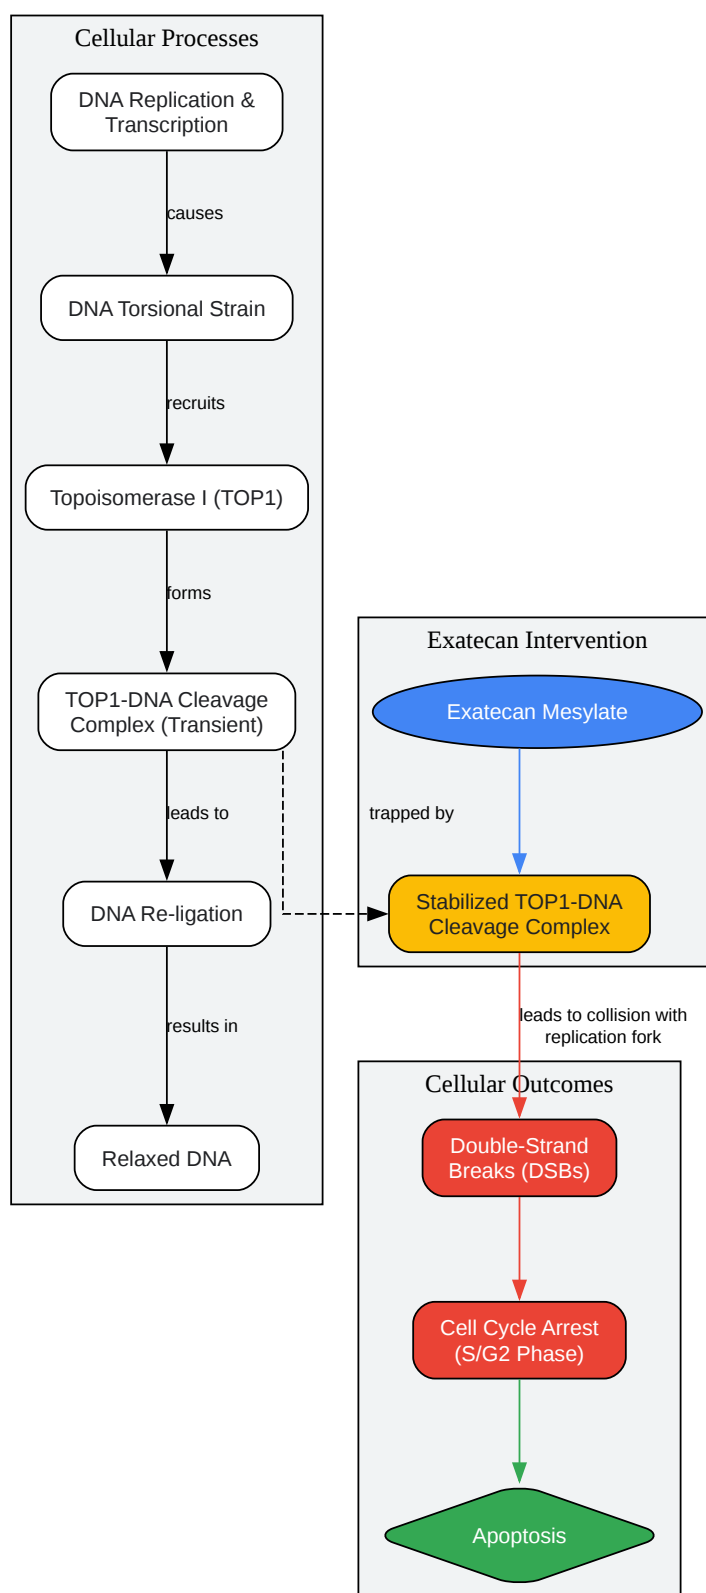 Cellular Processes
DNA Replication &
Transcription
causes
DNA Torsional Strain
recruits
Topoisomerase I (TOP1)
forms
TOP1-DNA Cleavage
Complex (Transient)
leads to
DNA Re-ligation
results in
Relaxed DNA
Exatecan Intervention
Exatecan Mesylate
trapped by
Stabilized TOP1-DNA
Cleavage Complex
leads to collision with
replication fork
Cellular Outcomes
Double-Strand
Breaks (DSBs)
Cell Cycle Arrest
(S/G2 Phase)
Apoptosis